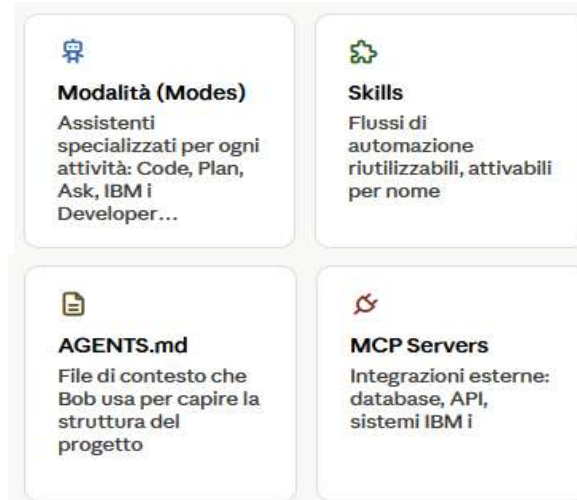 Modalità (Modes)
Assistenti
specializzati per ogni
attività: Code, Plan,
Ask, IBM i
Developer...
Skills
Flussi di
automazione
riutilizzabili, attivabili
per nome
AGENTS.md
File di contesto che
Bob usa per capire la
struttura del
progetto
MCP Servers
Integrazioni esterne:
database, API,
sistemi IBM i